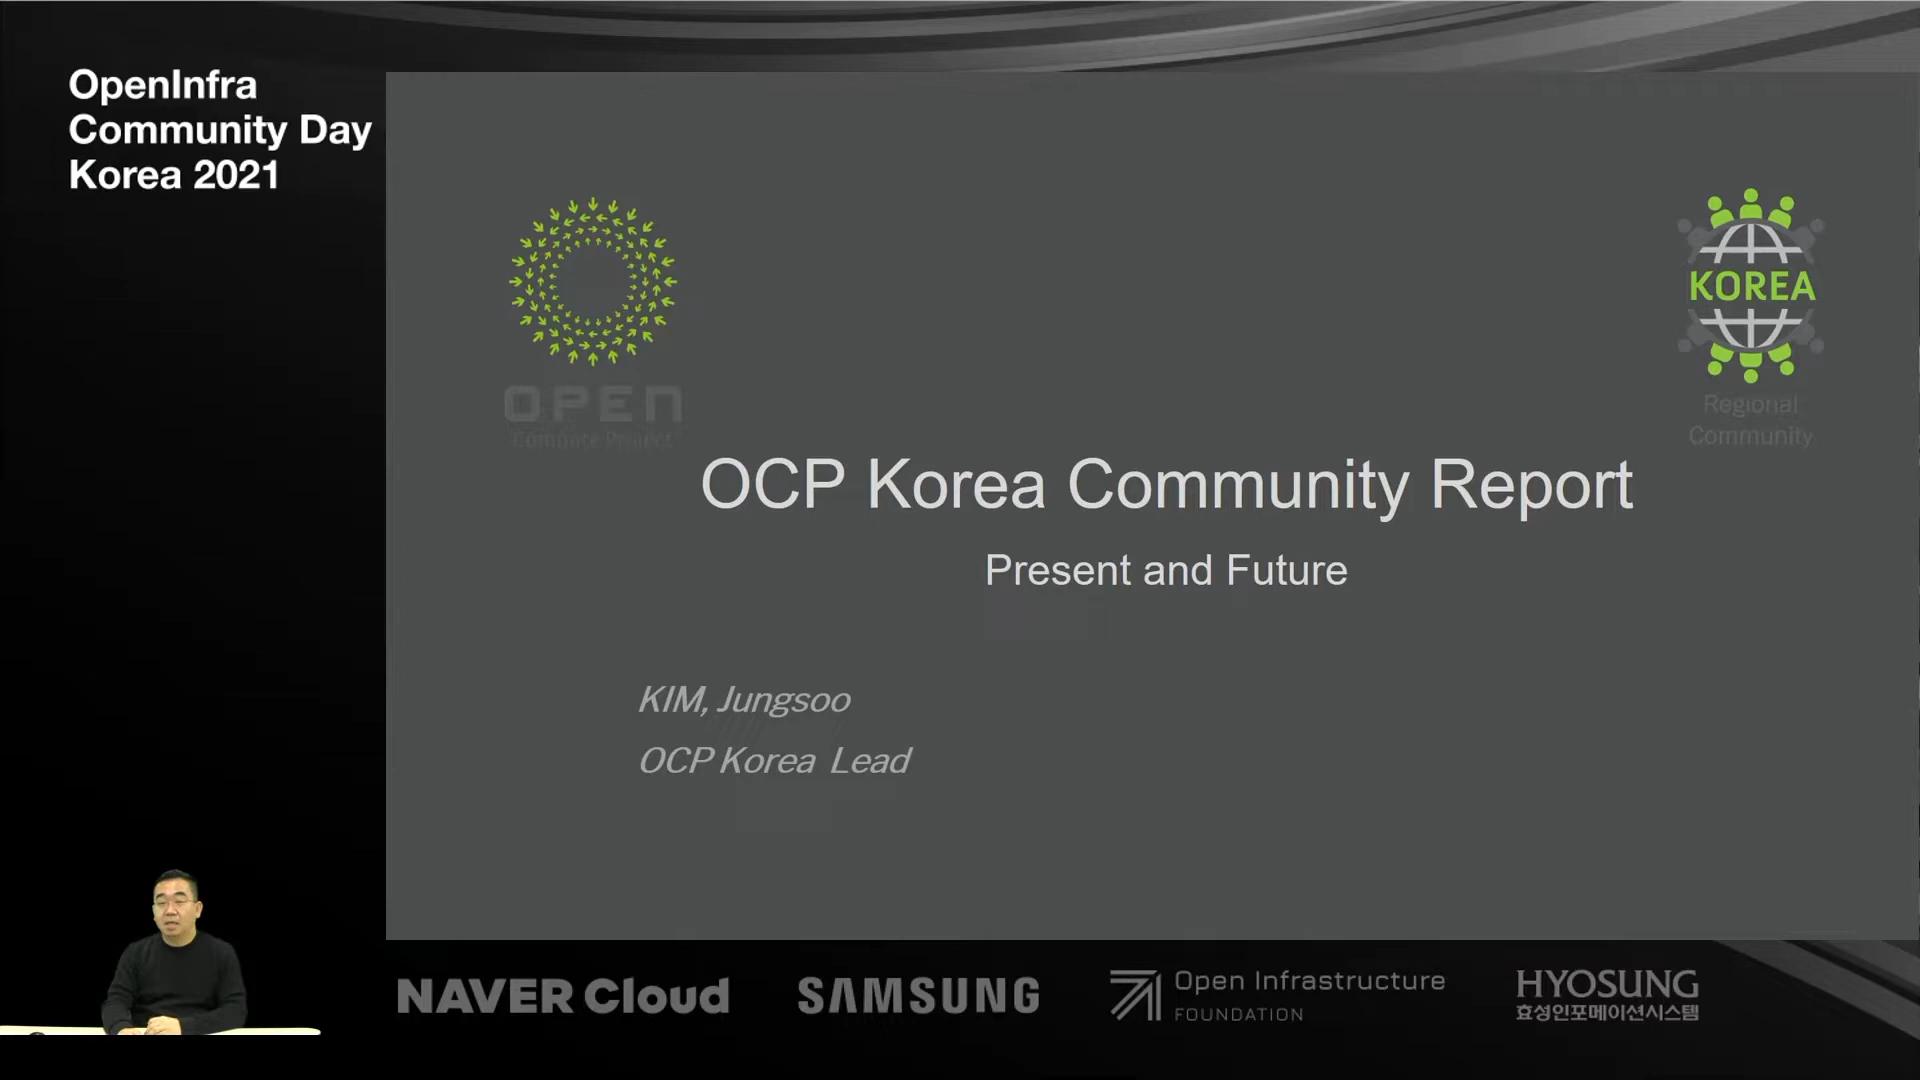 OpenInfra
Community Day
Korea 2021
OPEN
Compute Project
KOREA
Regional
Community
OCP Korea Community Report
Present and Future
KIM, Jungsoo
OCP Korea Lead
NAVER Cloud
SAMSUNG
Open Infrastructure
FOUNDATION
HYOSUNG
효성인포메이션시스템